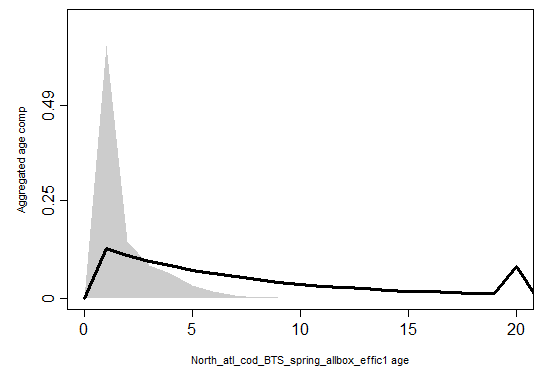 Aggregated age comp
0.49
0.25
0
0 5 10 15 20
North_atl_cod_BTS_spring_allbox_effic1 age